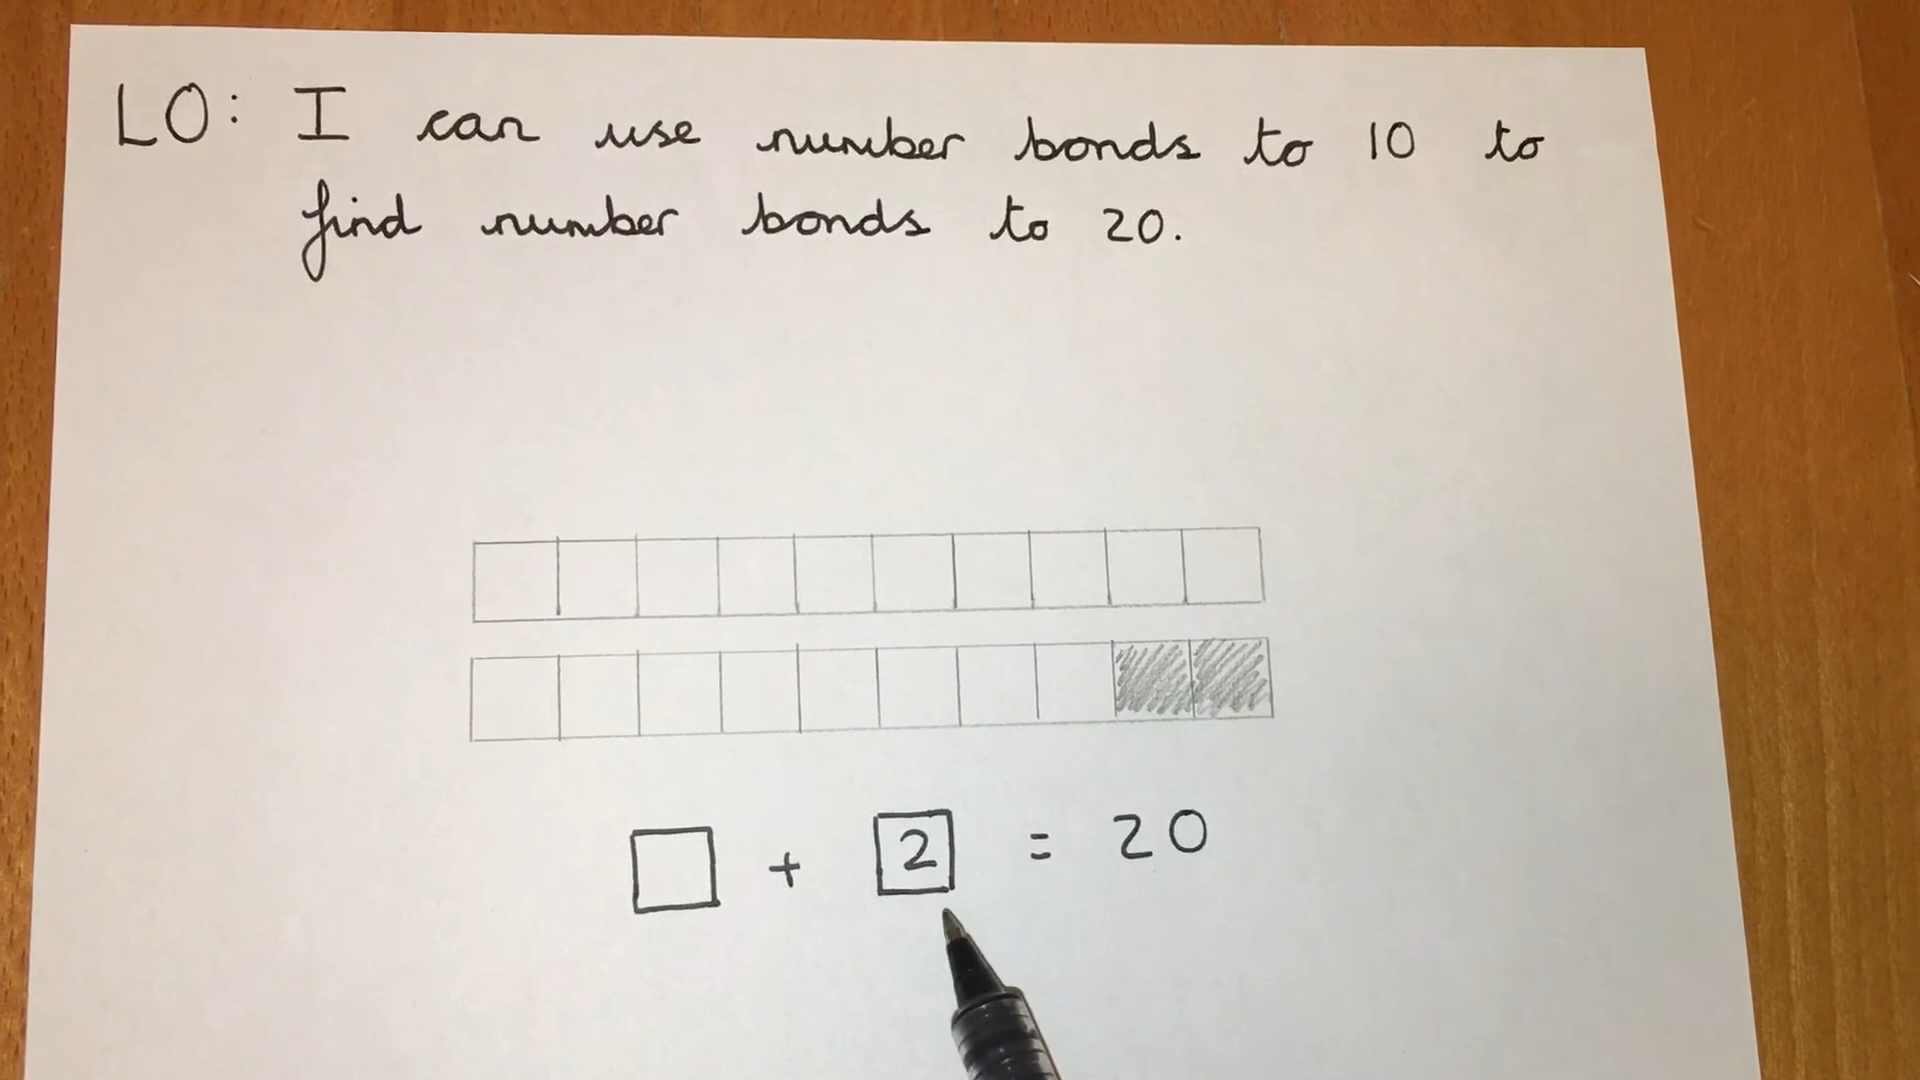 LO: I can use number bonds to 10 to
find number bonds to 20.
□ + 2 = 20